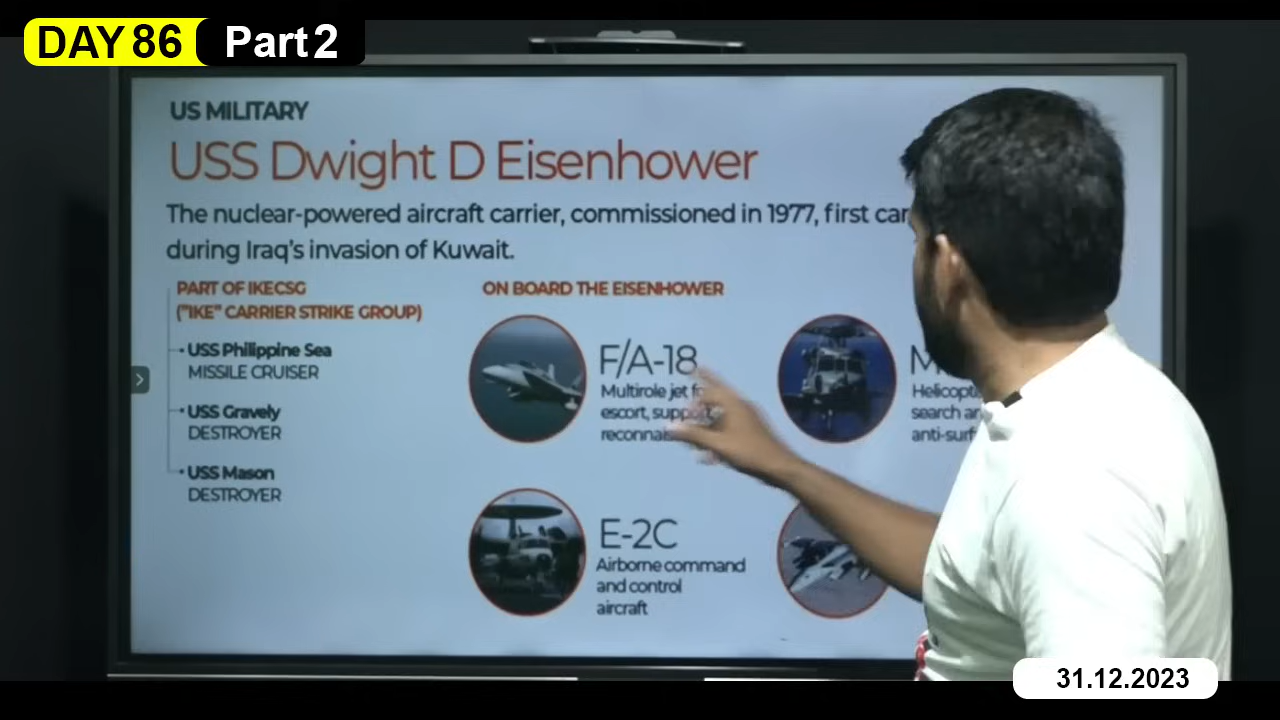 DAY 86 Part 2
US MILITARY
USS Dwight D Eisenhower
The nuclear-powered aircraft carrier, commissioned in 1977, first
during Iraq's invasion of Kuwait.
PART OF IKECSG
("IKE" CARRIER STRIKE GROUP)
USS Philippine Sea
MISSILE CRUISER
USS Gravely
DESTROYER
USS Mason
DESTROYER
ON BOARD THE EISENHOWER
F/A-18
Multirole jet
escort, support,
E-2C
Airborne command
and control
aircraft
search
31.12.2023